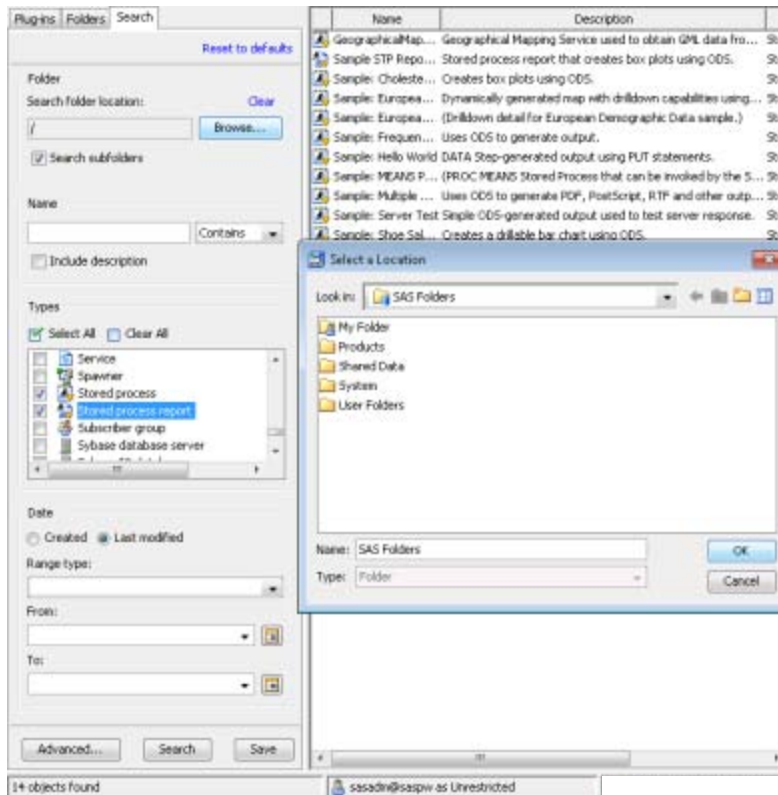 Plug-ins Folders Search
Reset to defaults
Folder
Search folder location: Clear
/ Browse...
Search subfolders
Name
Contains
Include description
Types
Select All Clear All
Service
Spawner
Stored process
Stored process report
Subscriber group
Sybase database server
Date
Created Last modified
Range type:
From:
To:
Advanced... Search Save
14 objects found
sasadm@saspw as Unrestricted
Name Description
GeographicalMap... Geographical Mapping Service used to obtain GML data fro...
Sample STP Repo... Stored process report that creates box plots using ODS.
Sample: Choleste... Creates box plots using ODS.
Sample: Europea... Dynamically generated map with drilldown capabilities using...
Sample: Europea... (Drilldown detail for European Demographic Data sample.)
Sample: Frequen... Uses ODS to generate output.
Sample: Hello World DATA Step-generated output using PUT statements.
Sample: MEANS P... (PROC MEANS Stored Process that can be invoked by the S...
Sample: Multiple ... Uses ODS to generate PDF, PostScript, RTF and other outp...
Sample: Server Test Simple ODS-generated output used to test server response.
Sample: Shoe Sal... Creates a drillable bar chart using ODS.
Select a Location
Look in: SAS Folders
My Folder
Products
Shared Data
System
User Folders
Name: SAS Folders OK
Type: Folder Cancel